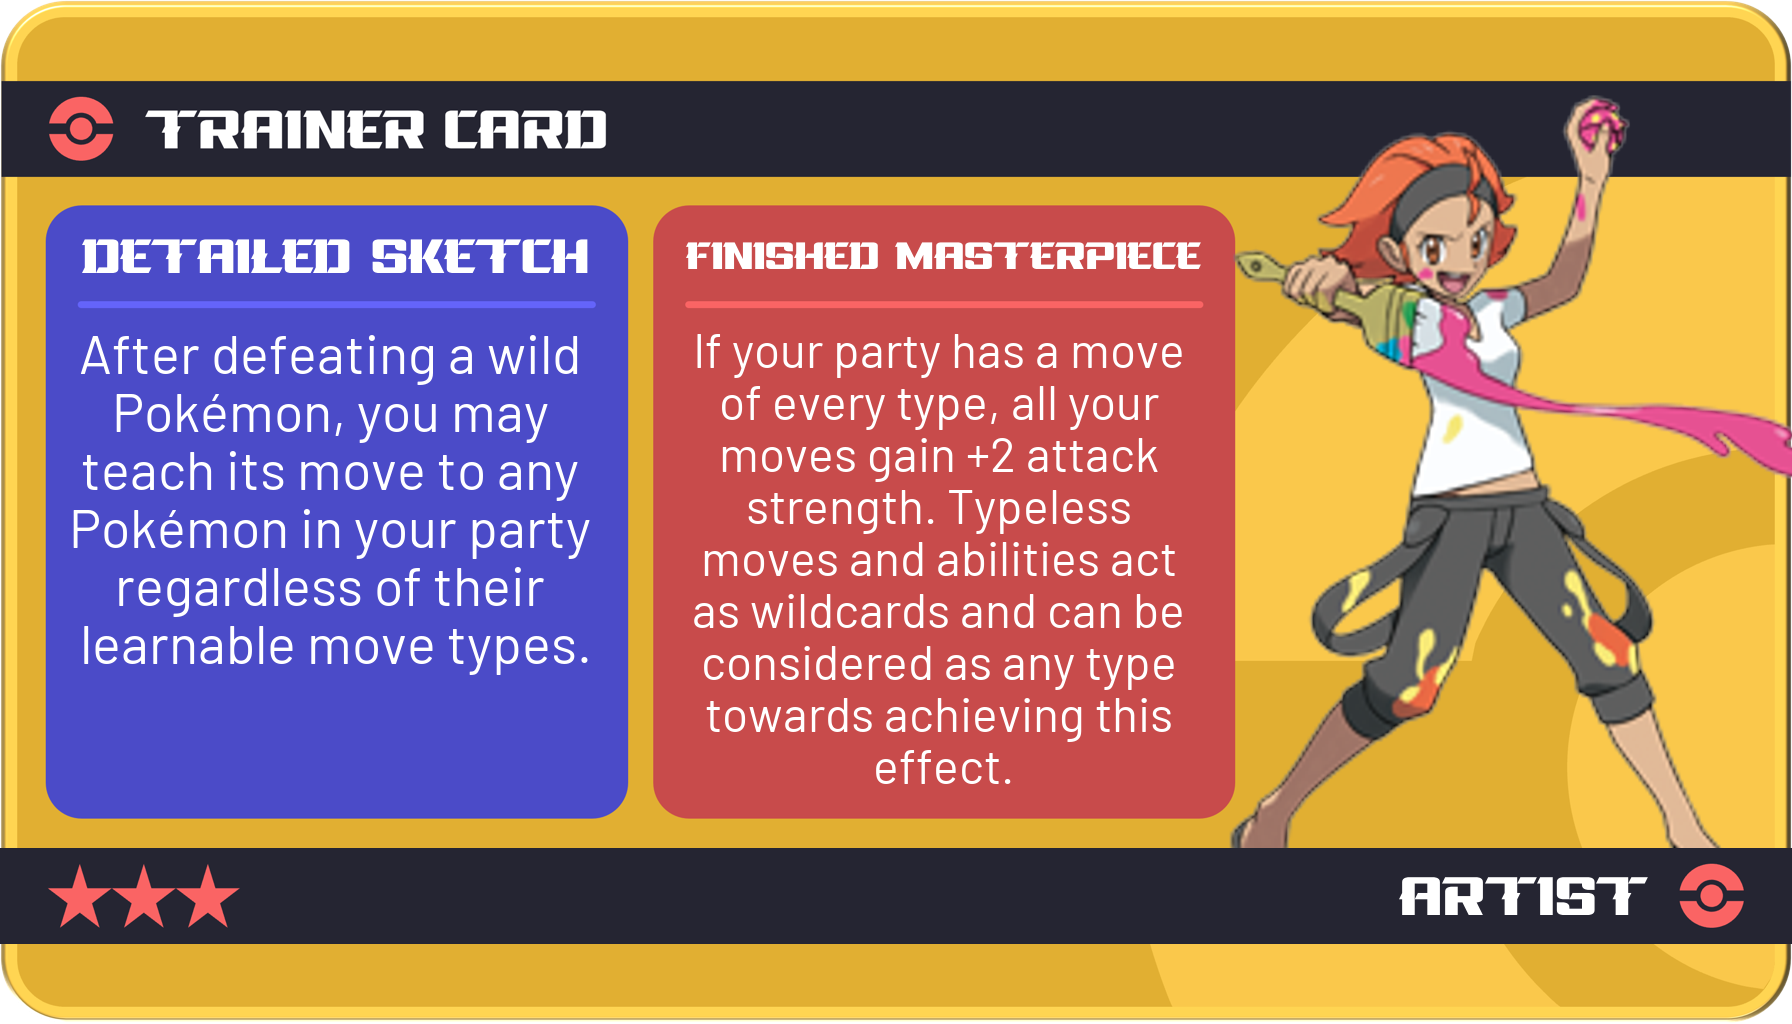 TRAINER CARD
DETAILED SKETCH
After defeating a wild
Pokémon, you may
teach its move to any
Pokémon in your party
regardless of their
learnable move types.
FINISHED MASTERPIECE
If your party has a move
of every type, all your
moves gain +2 attack
strength. Typeless
moves and abilities act
as wildcards and can be
considered as any type
towards achieving this
effect.
ARTIST